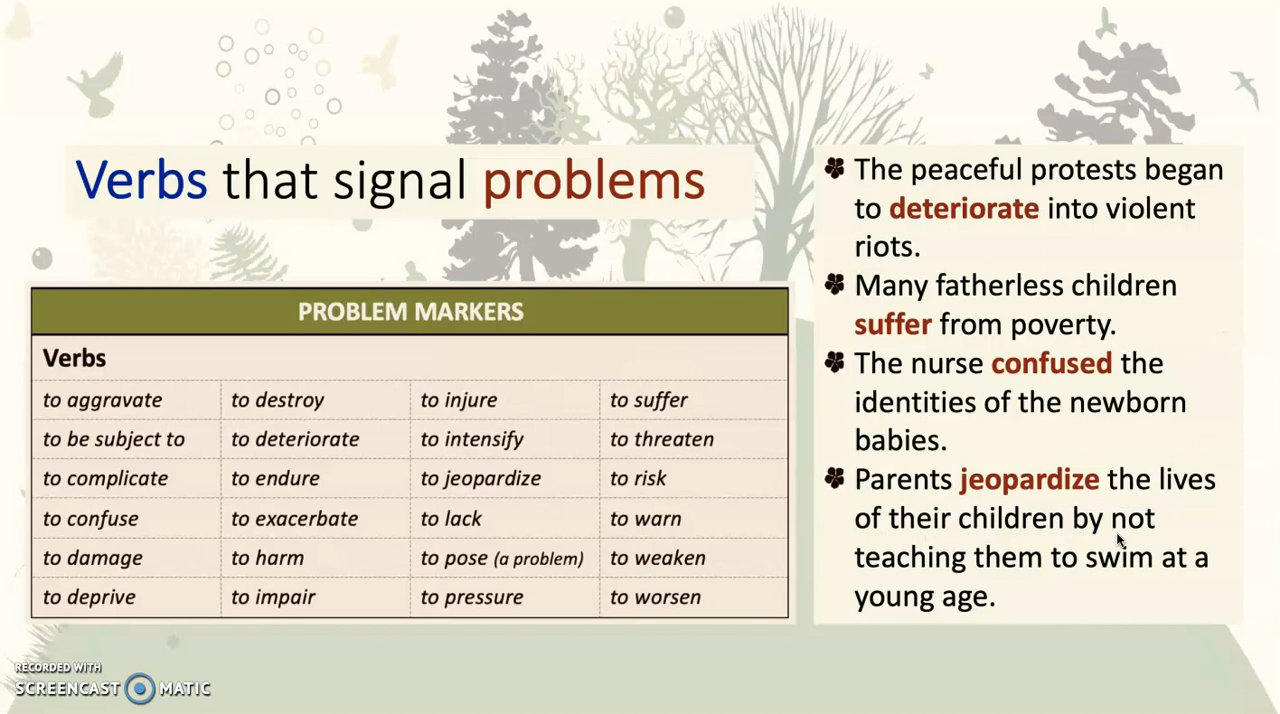 Verbs that signal problems
PROBLEM MARKERS
Verbs
to aggravate to destroy to injure to suffer
to be subject to to deteriorate to intensify to threaten
to complicate to endure to jeopardize to risk
to confuse to exacerbate to lack to warn
to damage to harm to pose (a problem) to weaken
to deprive to impair to pressure to worsen
The peaceful protests began
to deteriorate into violent
riots.
Many fatherless children
suffer from poverty.
The nurse confused the
identities of the newborn
babies.
Parents jeopardize the lives
of their children by not
teaching them to swim at a
young age.
RECORDED WITH
SCREENCAST MATIC